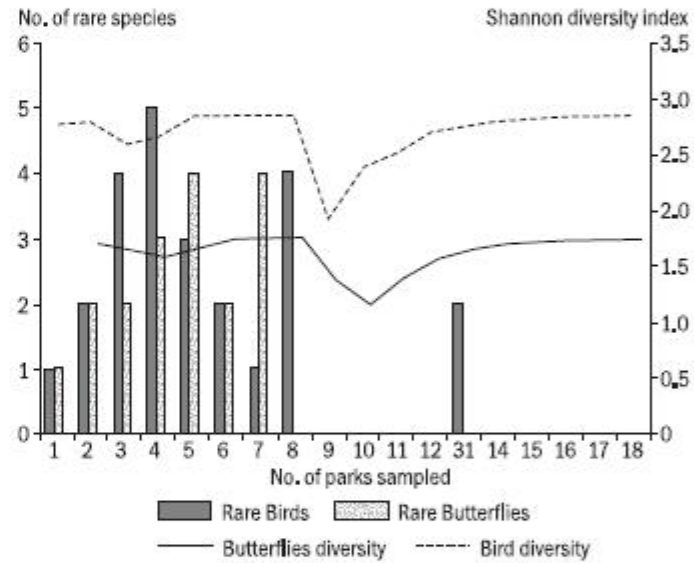 No. of rare species Shannon diversity index
6 3.5
5 3.0
4 2.5
3 2.0
2 1.5
1 1.0
0 0.5
0
1 2 3 4 5 6 7 8 9 10 11 12 31 14 15 16 17 18
No. of parks sampled
Rare Birds Rare Butterflies
Butterflies diversity Bird diversity